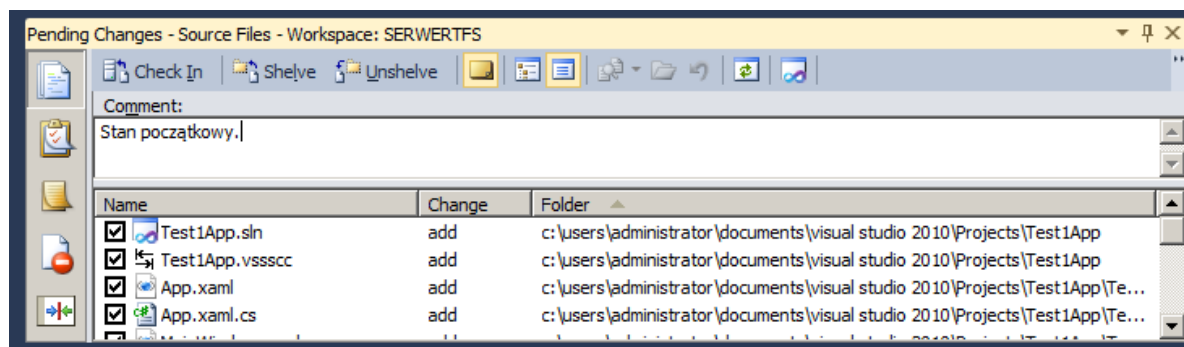 Pending Changes - Source Files - Workspace: SERWERTFS
Check In Shelve Unshelve
Comment:
Stan początkowy.
Name Change Folder
Test1App.sln add c:\users\administrator\documents\visual studio 2010\Projects\Test1App
Test1App.vssscc add c:\users\administrator\documents\visual studio 2010\Projects\Test1App
App.xaml add c:\users\administrator\documents\visual studio 2010\Projects\Test1App\Te...
App.xaml.cs add c:\users\administrator\documents\visual studio 2010\Projects\Test1App\Te...